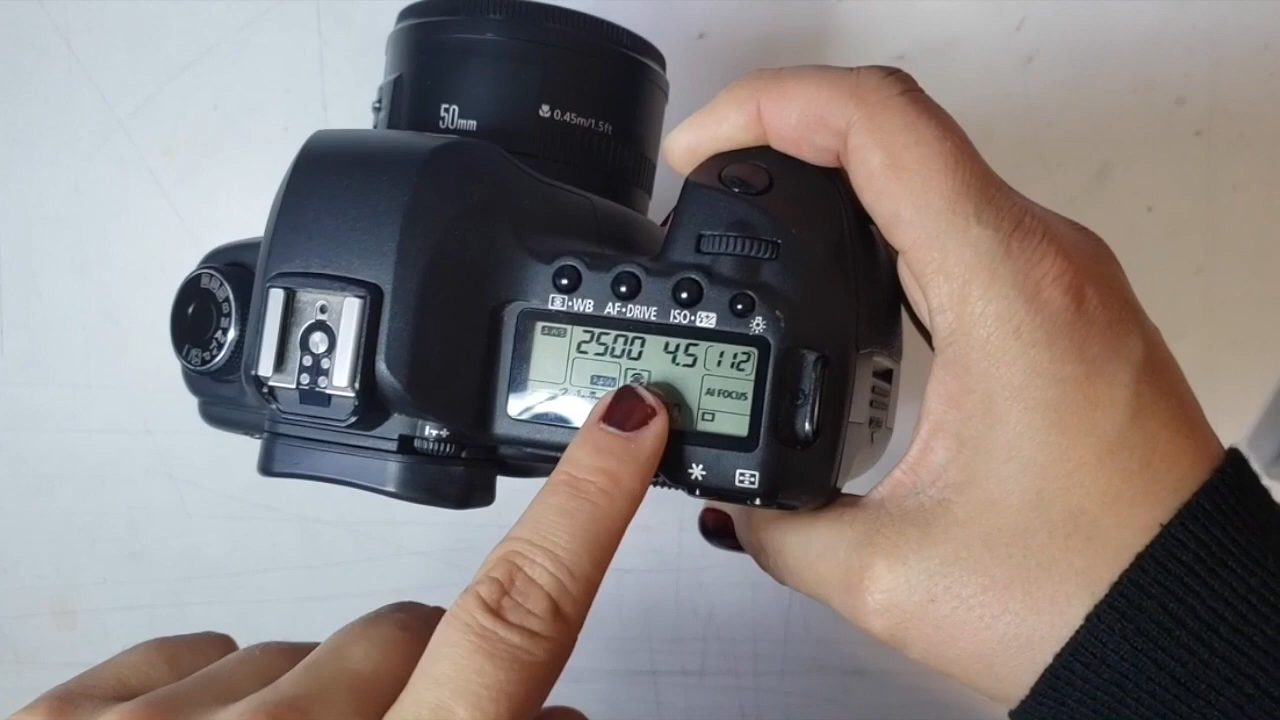 50mm
0.45m/1.5ft
WB AF•DRIVE ISO•
2500 4.5 [112]
AI FOCUS